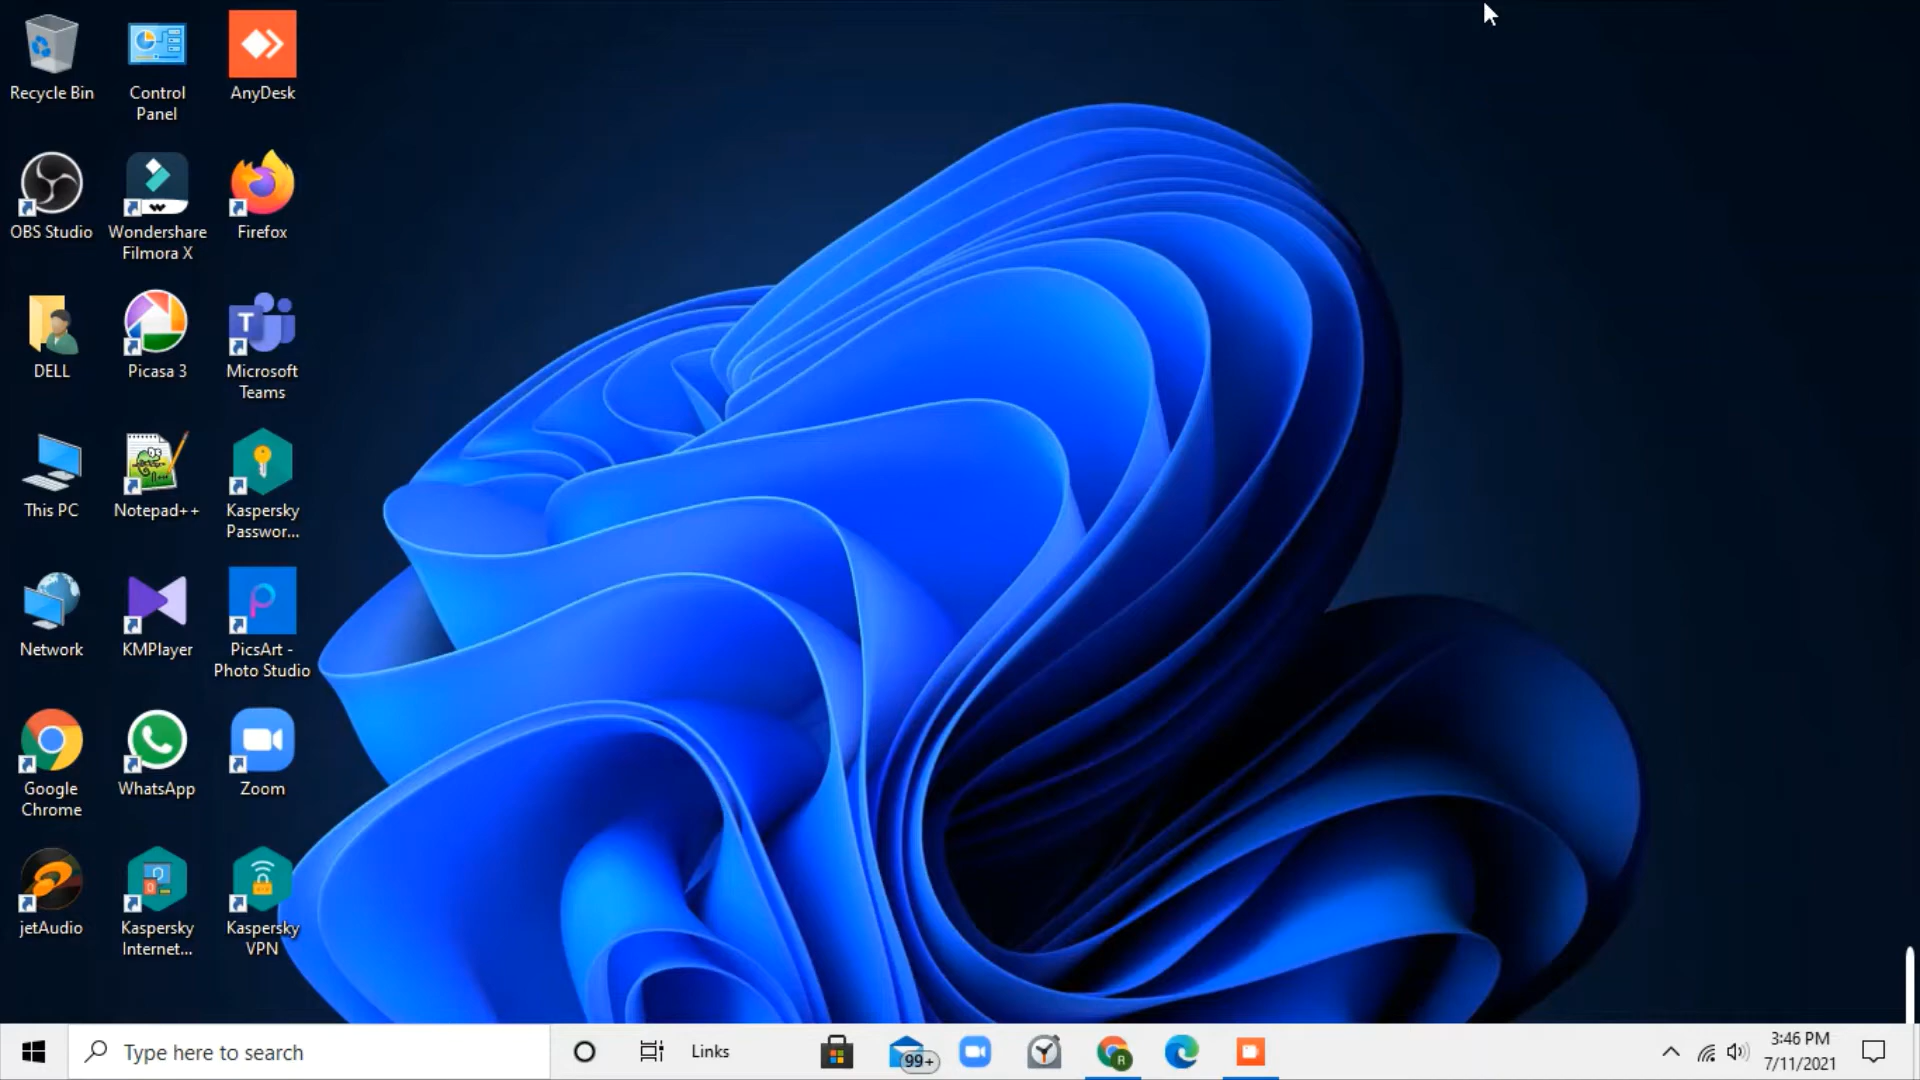 Recycle Bin
Control
Panel
AnyDesk
OBS Studio
Wondershare
Filmora X
Firefox
DELL
Picasa 3
Microsoft
Teams
This PC
Notepad++
Kaspersky
Passwor...
Network
KMPlayer
PicsArt -
Photo Studio
Google
Chrome
WhatsApp
Zoom
jetAudio
Kaspersky
Internet...
Kaspersky
VPN
Type here to search
Links
99+
R
3:46 PM
7/11/2021